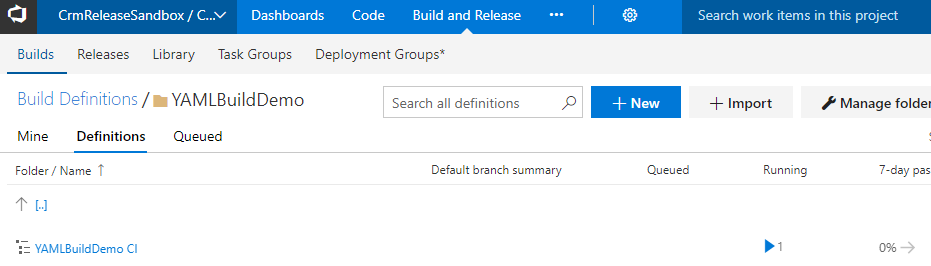 CrmReleaseSandbox / C... Dashboards Code Build and Release Search work items in this project
Builds Releases Library Task Groups Deployment Groups*
Build Definitions / YAMLBuildDemo Search all definitions + New + Import Manage folder
Mine Definitions Queued
Folder / Name ↑ Default branch summary Queued Running 7-day pas
↑ [..]
YAMLBuildDemo CI 1 0% →